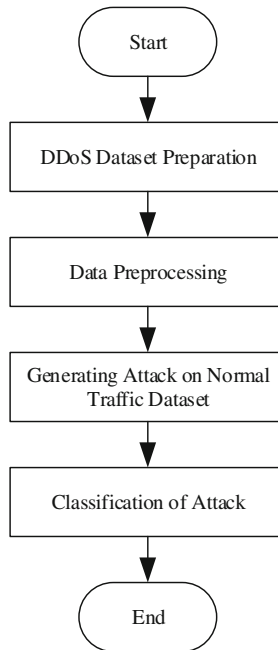 Start
DDoS Dataset Preparation
Data Preprocessing
Generating Attack on Normal
Traffic Dataset
Classification of Attack
End